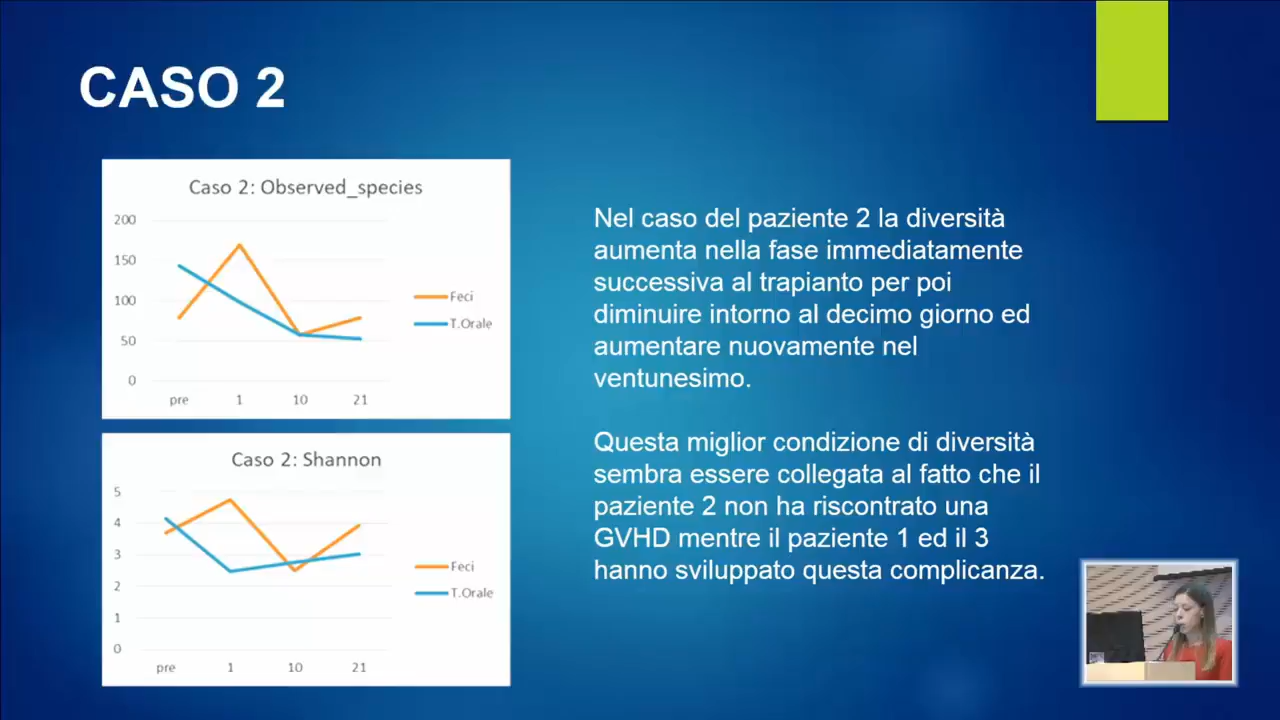 CASO 2
Caso 2: Observed_species
200
150
100
50
0
pre 1 10 21
Feci
T.Orale
Caso 2: Shannon
5
4
3
2
1
0
pre 1 10 21
Feci
T.Orale
Nel caso del paziente 2 la diversità
aumenta nella fase immediatamente
successiva al trapianto per poi
diminuire intorno al decimo giorno ed
aumentare nuovamente nel
ventunesimo.
Questa miglior condizione di diversità
sembra essere collegata al fatto che il
paziente 2 non ha riscontrato una
GVHD mentre il paziente 1 ed il 3
hanno sviluppato questa complicanza.